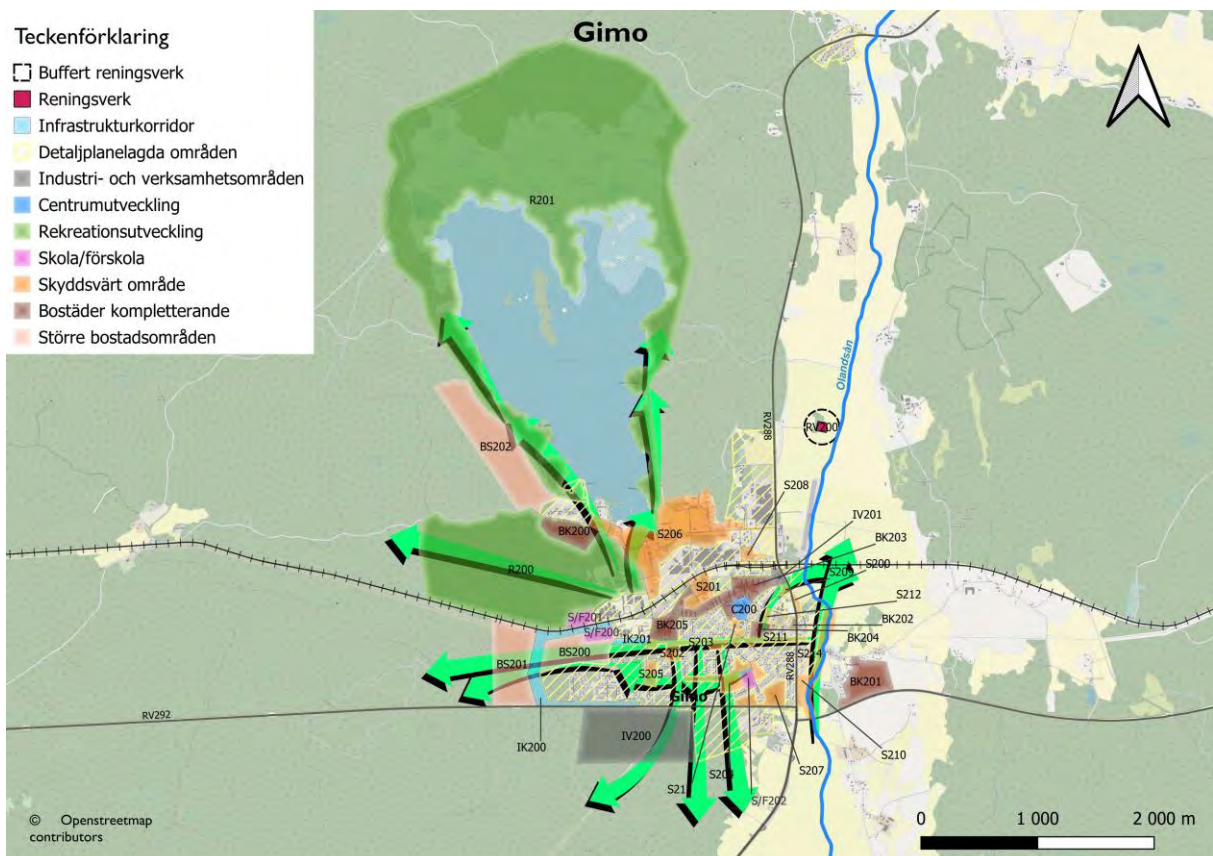 Gimo
Teckenförklaring
Buffert reningsverk
Reningsverk
Infrastrukturkorridor
Detaljplanelagda områden
Industri- och verksamhetsområden
Centrumutveckling
Rekreationsutveckling
Skola/förskola
Skyddsvärt område
Bostäder kompletterande
Större bostadsområden
R201
Olandsån
RV288
RV200
BS202
S208
IV201
BK203
BK200
S206
S200
S209
R200
S201
S212
C200
BK202
S/F201
S/F200
BK205
IK201
S203
S211
BK204
BS200
BS201
S202
S214
RV288
S205
BK201
Gimo
RV292
IK200
IV200
S210
S207
S/F202
© Openstreetmap
contributors
0 1 000 2 000 m